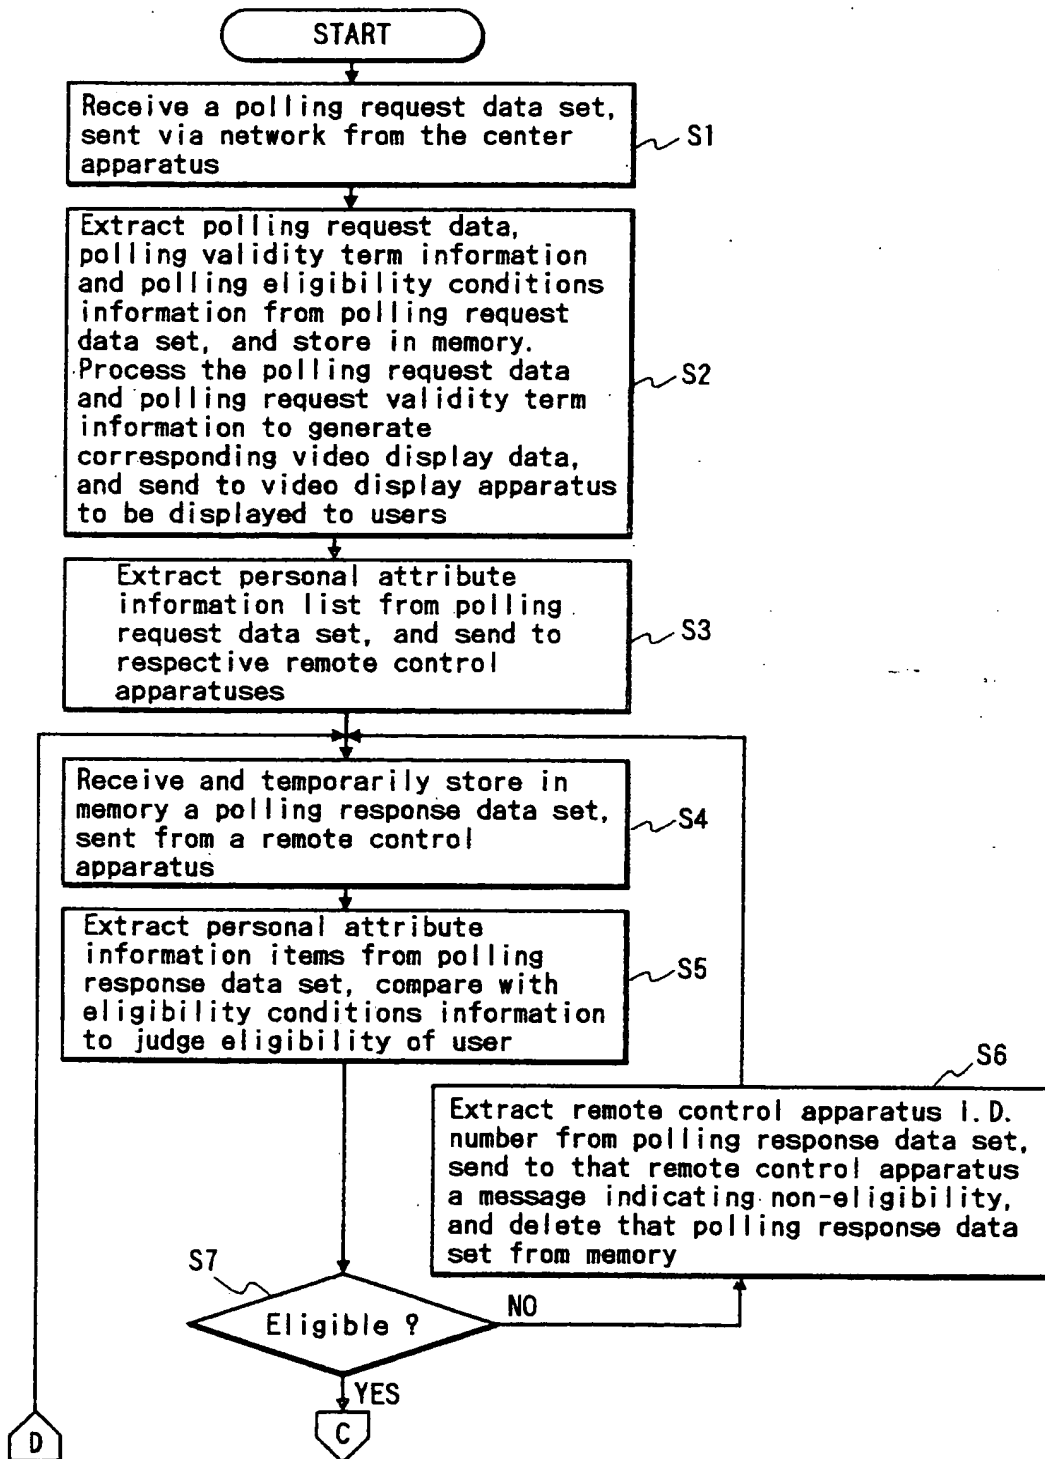 START
Receive a polling request data set,
sent via network from the center
apparatus
S1
Extract polling request data,
polling validity term information
and polling eligibility conditions
information from polling request
data set, and store in memory.
Process the polling request data
and polling request validity term
information to generate
corresponding video display data,
and send to video display apparatus
to be displayed to users
S2
Extract personal attribute
information list from polling
request data set, and send to
respective remote control
apparatuses
S3
Receive and temporarily store in
memory a polling response data set,
sent from a remote control
apparatus
S4
Extract personal attribute
information items from polling
response data set, compare with
eligibility conditions information
to judge eligibility of user
S5
S6
Extract remote control apparatus I.D.
number from polling response data set,
send to that remote control apparatus
a message indicating non-eligibility,
and delete that polling response data
set from memory
S7
Eligible ?
NO
YES
D
C